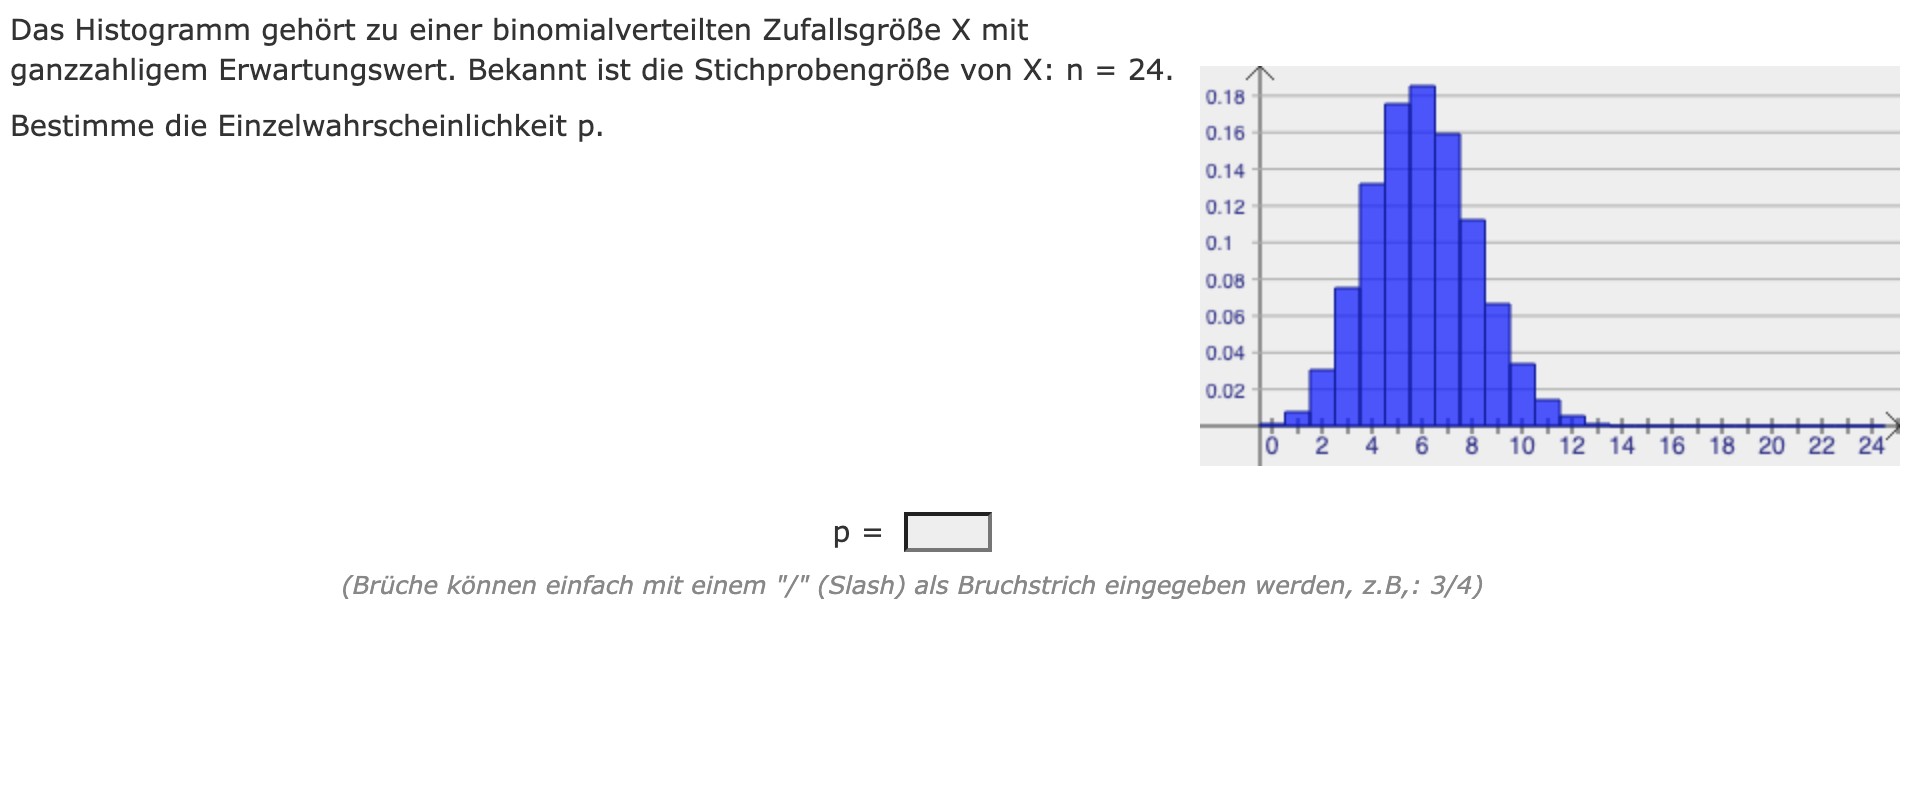 Das Histogramm gehört zu einer binomialverteilten Zufallsgröße X mit
ganzzahligem Erwartungswert. Bekannt ist die Stichprobengröße von X: n = 24.
Bestimme die Einzelwahrscheinlichkeit p.
0.18
0.16
0.14
0.12
0.1
0.08
0.06
0.04
0.02
0 2 4 6 8 10 12 14 16 18 20 22 24
p =
(Brüche können einfach mit einem "/" (Slash) als Bruchstrich eingegeben werden, z.B,: 3/4)